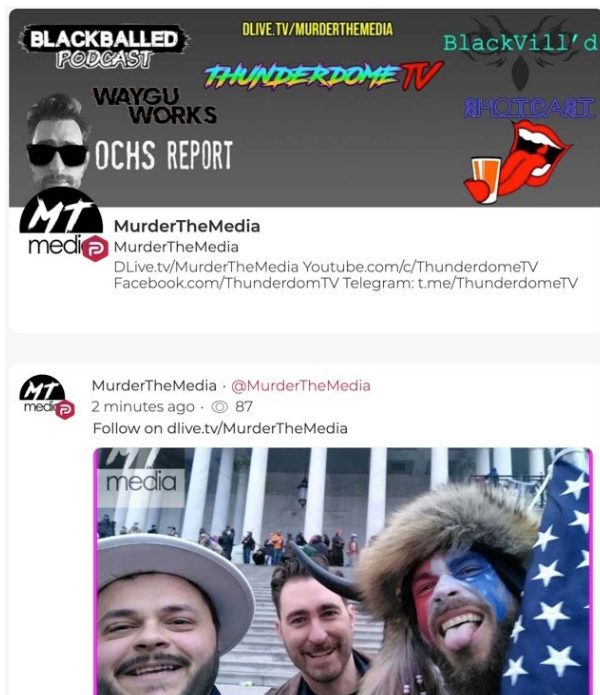 BLACKBALLED
PODCAST
DLIVE.TV/MURDERTHEMEDIA
BlackVill'd
THUNDERDOME TV
WAYGU
WORKS
SHOTCAST
OCHS REPORT
MT
media
MurderTheMedia
MurderTheMedia
DLive.tv/MurderTheMedia Youtube.com/c/ThunderdomeTV
Facebook.com/ThunderdomTV Telegram: t.me/ThunderdomeTV
MT
media
MurderTheMedia · @MurderTheMedia
2 minutes ago · 87
Follow on dlive.tv/MurderTheMedia
MT
media